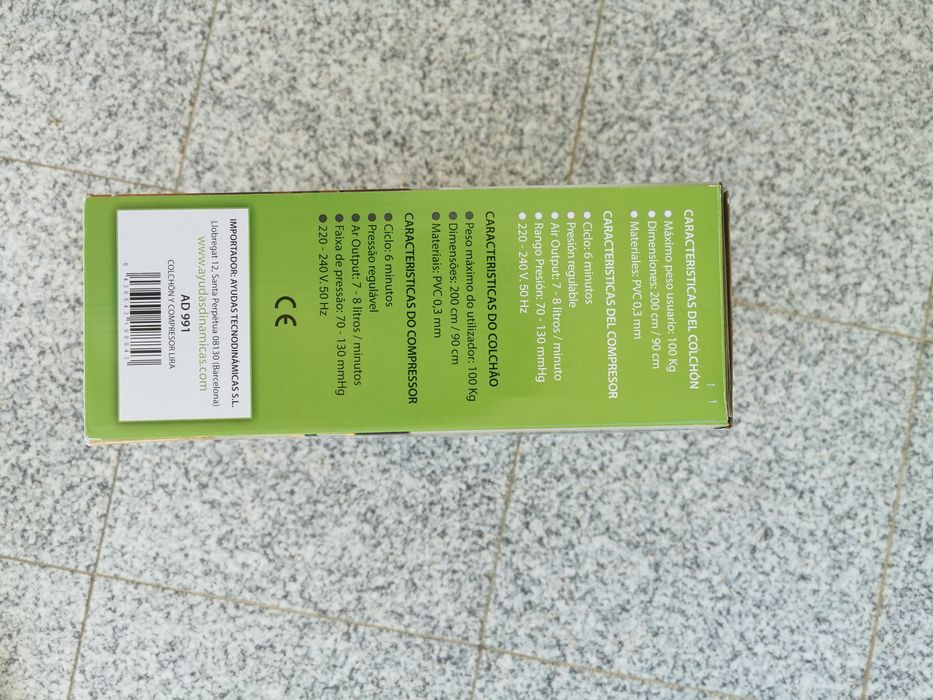 CARACTERISTICAS DEL COLCHÓN
● Máximo peso usuario: 100 Kg
● Dimensiones: 200 cm / 90 cm
● Materiales: PVC 0,3 mm
CARACTERISTICAS DEL COMPRESOR
● Ciclo: 6 minutos
● Presión regulable
● Air Output: 7 - 8 litros / minuto
● Rango Presión: 70 - 130 mmHg
● 220 - 240 V. 50 Hz
CARACTERISTICAS DO COLCHÃO
● Peso máximo do utilizador: 100 Kg
● Dimensões: 200 cm / 90 cm
● Materiais: PVC 0,3 mm
CARACTERISTICAS DO COMPRESSOR
● Ciclo: 6 minutos
● Pressão regulável
● Ar Output: 7 - 8 litros / minutos
● Faixa de pressão: 70 - 130 mmHg
● 220 - 240 V. 50 Hz
CE
IMPORTADOR: AYUDAS TECNODINÁMICAS S.L.
Llobregat 12, Santa Perpétua 08130 (Barcelona)
www.ayudasdinamicas.com
AD 991
COLCHON Y COMPRESOR LIRA